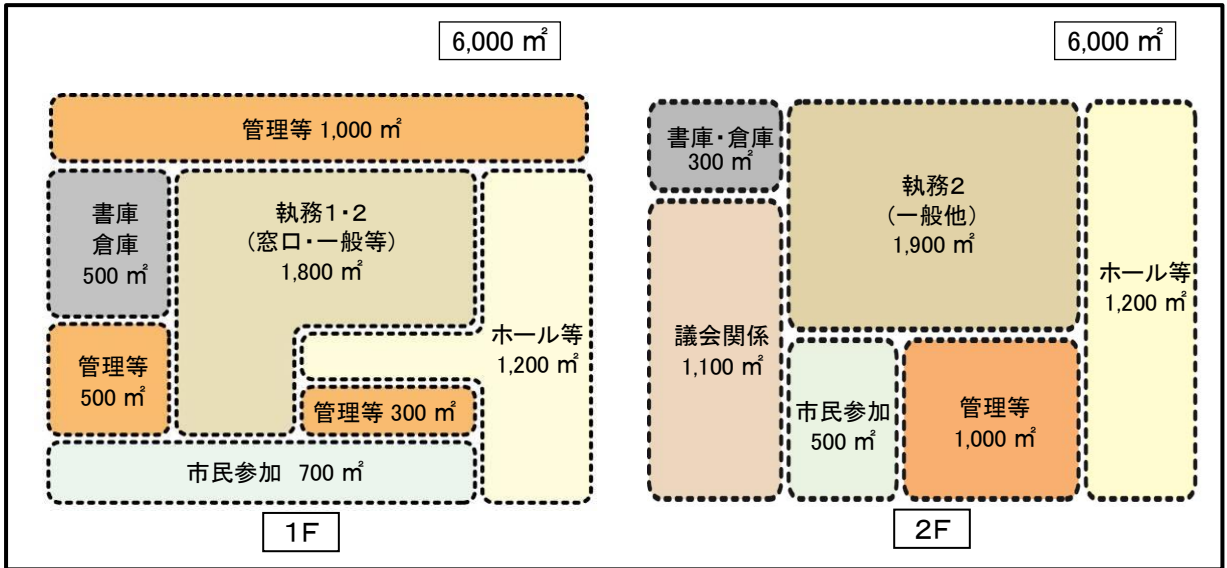 6,000 ㎡
管理等 1,000 ㎡
書庫
倉庫
500 ㎡
執務1・2
(窓口・一般等)
1,800 ㎡
ホール等
1,200 ㎡
管理等
500 ㎡
管理等 300 ㎡
市民参加 700 ㎡
1F
6,000 ㎡
書庫・倉庫
300 ㎡
執務2
(一般他)
1,900 ㎡
ホール等
1,200 ㎡
議会関係
1,100 ㎡
市民参加
500 ㎡
管理等
1,000 ㎡
2F